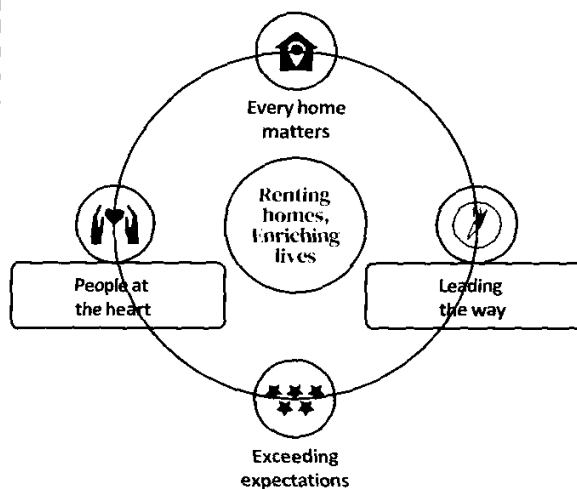 Every home
matters
Renting
homes,
Enriching
lives
People at
the heart
Leading
the way
Exceeding
expectations